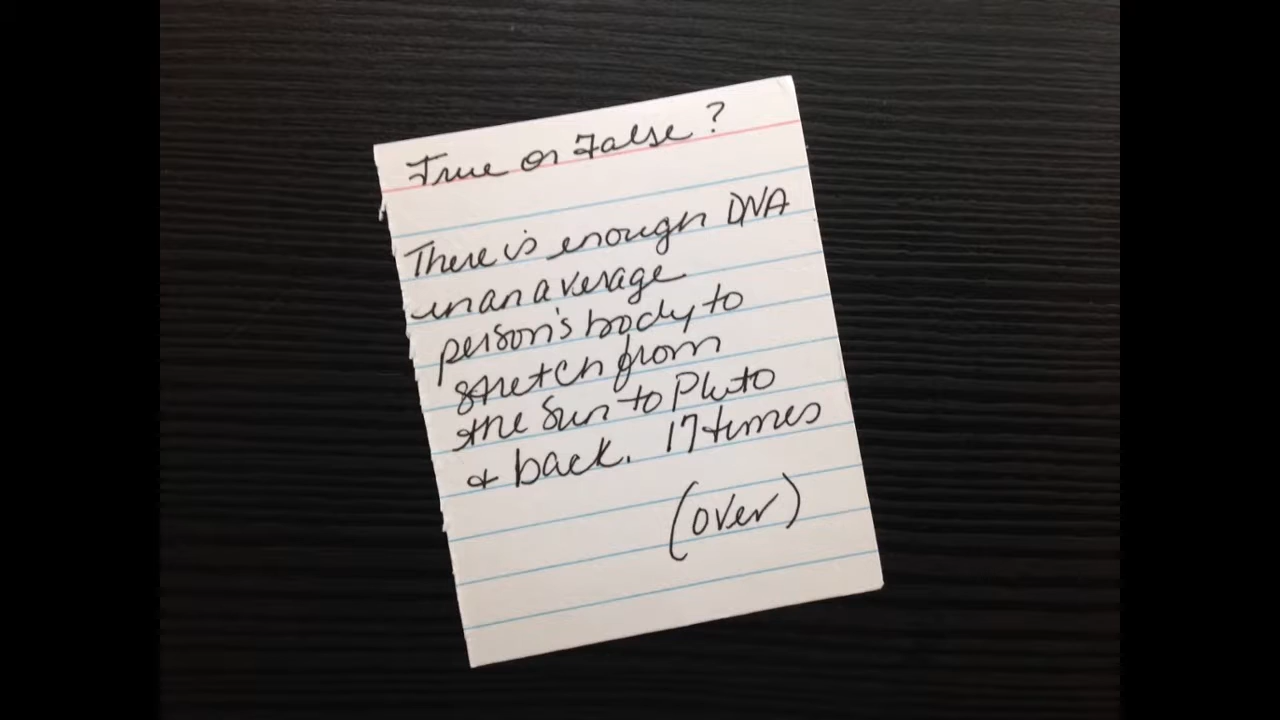 True or False?
There is enough DNA
in an average
person's body to
stretch from
the Sun to Pluto
& back. 17 times
(over)